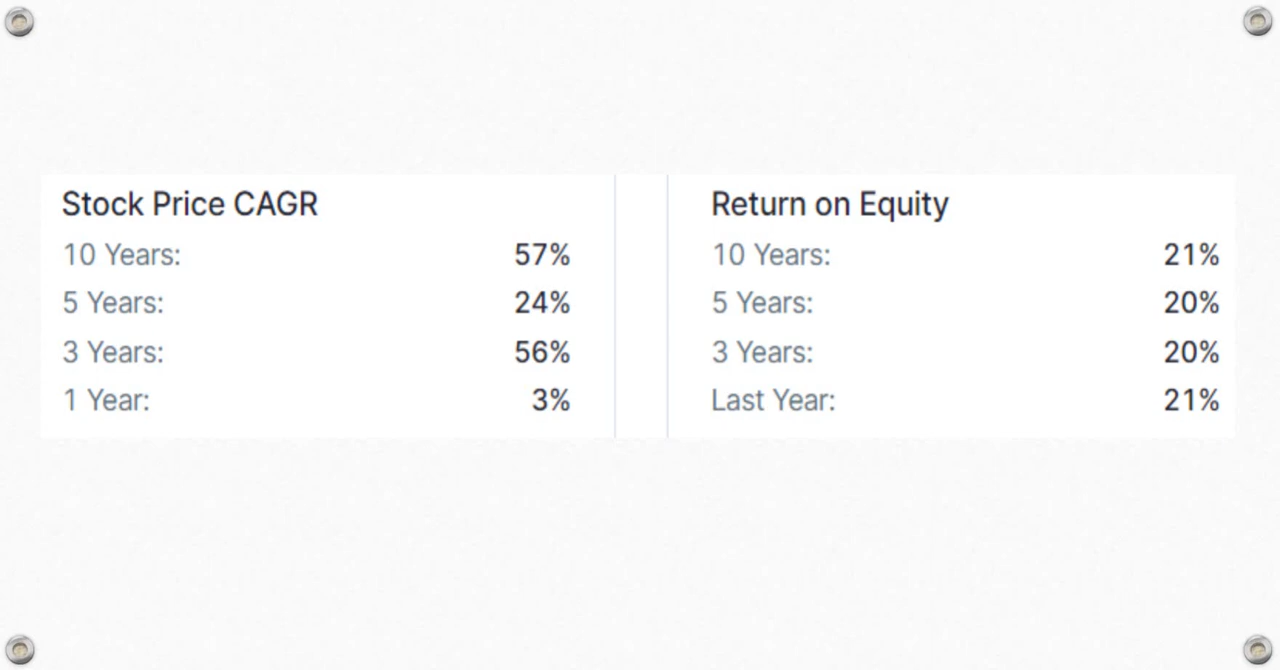 Stock Price CAGR
10 Years: 57%
5 Years: 24%
3 Years: 56%
1 Year: 3%
Return on Equity
10 Years: 21%
5 Years: 20%
3 Years: 20%
Last Year: 21%